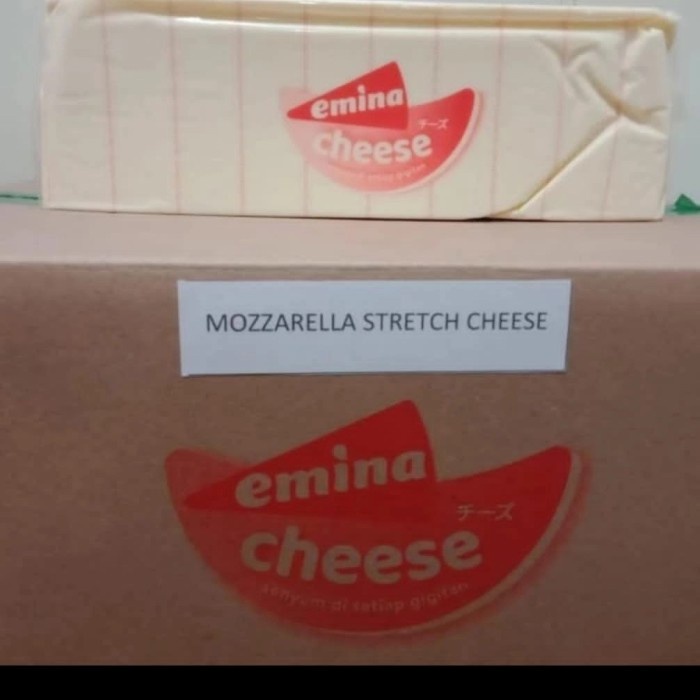 emina
チーズ
cheese
MOZZARELLA STRETCH CHEESE
emina
チーズ
cheese
senyum di setiap gigitan